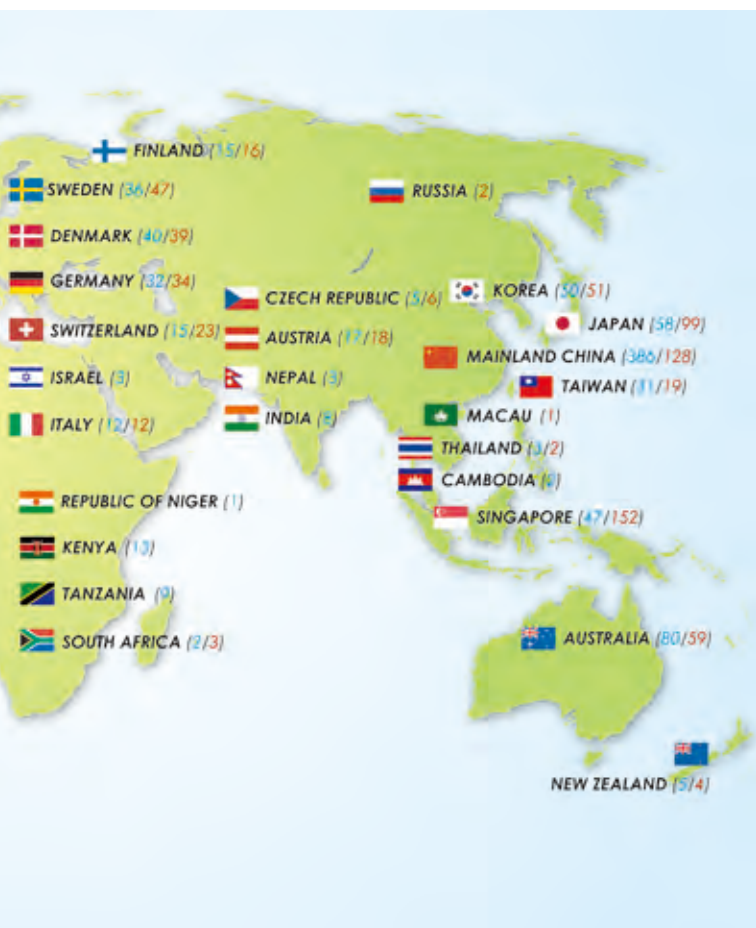 FINLAND (15/16)
SWEDEN (36/47)
RUSSIA (2)
DENMARK (40/39)
GERMANY (32/34)
CZECH REPUBLIC (5/6)
KOREA (50/51)
SWITZERLAND (15/23)
AUSTRIA (17/18)
JAPAN (58/99)
MAINLAND CHINA (386/128)
ISRAEL (3)
NEPAL (3)
TAIWAN (31/19)
ITALY (12/12)
INDIA (8)
MACAU (1)
THAILAND (3/2)
CAMBODIA
REPUBLIC OF NIGER (1)
SINGAPORE (47/152)
KENYA (13)
TANZANIA (9)
SOUTH AFRICA (2/3)
AUSTRALIA (80/59)
NEW ZEALAND (5/4)